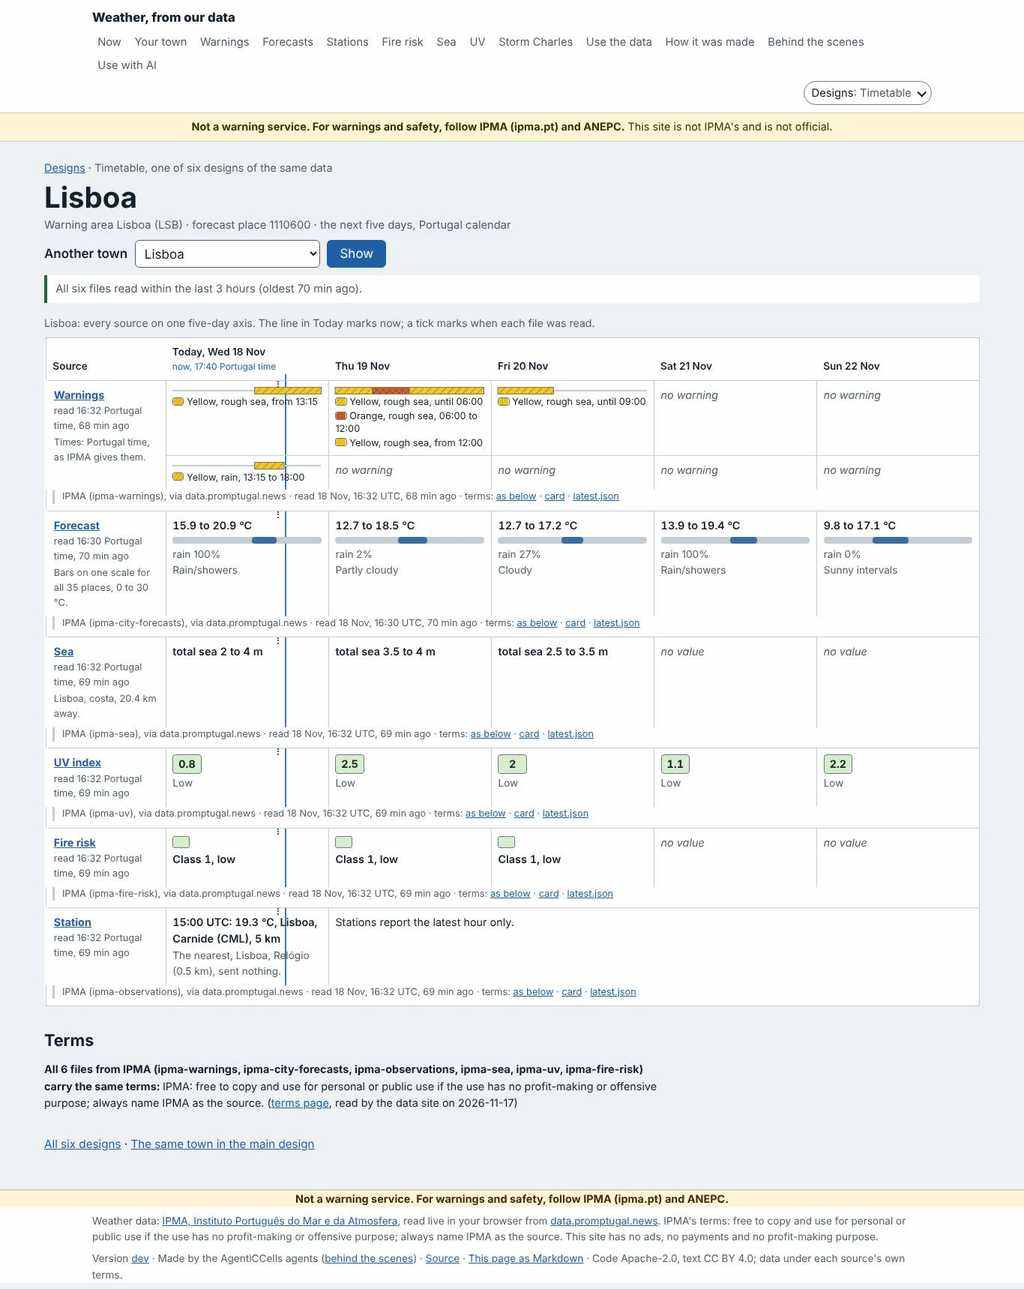 Weather, from our data
Now Your town Warnings Forecasts Stations Fire risk Sea UV Storm Charles Use the data How it was made Behind the scenes
Use with AI
Designs: Timetable
Not a warning service. For warnings and safety, follow IPMA (ipma.pt) and ANEPC. This site is not IPMA's and is not official.
Designs · Timetable, one of six designs of the same data
Lisboa
Warning area Lisboa (LSB) · forecast place 1110600 · the next five days, Portugal calendar
Another town Lisboa Show
All six files read within the last 3 hours (oldest 70 min ago).
Lisboa: every source on one five-day axis. The line in Today marks now; a tick marks when each file was read.
Source
Today, Wed 18 Nov
now, 17:40 Portugal time
Thu 19 Nov
Fri 20 Nov
Sat 21 Nov
Sun 22 Nov
Warnings
read 16:32 Portugal
time, 68 min ago
Times: Portugal time,
as IPMA gives them.
Yellow, rough sea, from 13:15
Yellow, rough sea, until 06:00
Orange, rough sea, 06:00 to
12:00
Yellow, rough sea, from 12:00
Yellow, rough sea, until 09:00
no warning
no warning
Yellow, rain, 13:15 to 18:00
no warning
no warning
no warning
no warning
IPMA (ipma-warnings), via data.promptugal.news · read 18 Nov, 16:32 UTC, 68 min ago · terms: as below · card · latest.json
Forecast
read 16:30 Portugal
time, 70 min ago
Bars on one scale for
all 35 places, 0 to 30
°C.
15.9 to 20.9 °C
rain 100%
Rain/showers
12.7 to 18.5 °C
rain 2%
Partly cloudy
12.7 to 17.2 °C
rain 27%
Cloudy
13.9 to 19.4 °C
rain 100%
Rain/showers
9.8 to 17.1 °C
rain 0%
Sunny intervals
IPMA (ipma-city-forecasts), via data.promptugal.news · read 18 Nov, 16:30 UTC, 70 min ago · terms: as below · card · latest.json
Sea
read 16:32 Portugal
time, 69 min ago
Lisboa, costa, 20.4 km
away.
total sea 2 to 4 m
total sea 3.5 to 4 m
total sea 2.5 to 3.5 m
no value
no value
IPMA (ipma-sea), via data.promptugal.news · read 18 Nov, 16:32 UTC, 69 min ago · terms: as below · card · latest.json
UV index
read 16:32 Portugal
time, 69 min ago
0.8
Low
2.5
Low
2
Low
1.1
Low
2.2
Low
IPMA (ipma-uv), via data.promptugal.news · read 18 Nov, 16:32 UTC, 69 min ago · terms: as below · card · latest.json
Fire risk
read 16:32 Portugal
time, 69 min ago
Class 1, low
Class 1, low
Class 1, low
no value
no value
IPMA (ipma-fire-risk), via data.promptugal.news · read 18 Nov, 16:32 UTC, 69 min ago · terms: as below · card · latest.json
Station
read 16:32 Portugal
time, 69 min ago
15:00 UTC: 19.3 °C, Lisboa,
Carnide (CML), 5 km
The nearest, Lisboa, Relógio
(0.5 km), sent nothing.
Stations report the latest hour only.
IPMA (ipma-observations), via data.promptugal.news · read 18 Nov, 16:32 UTC, 69 min ago · terms: as below · card · latest.json
Terms
All 6 files from IPMA (ipma-warnings, ipma-city-forecasts, ipma-observations, ipma-sea, ipma-uv, ipma-fire-risk)
carry the same terms: IPMA: free to copy and use for personal or public use if the use has no profit-making or offensive
purpose; always name IPMA as the source. (terms page, read by the data site on 2026-11-17)
All six designs · The same town in the main design
Not a warning service. For warnings and safety, follow IPMA (ipma.pt) and ANEPC.
Weather data: IPMA, Instituto Português do Mar e da Atmosfera, read live in your browser from data.promptugal.news. IPMA's terms: free to copy and use for personal or
public use if the use has no profit-making or offensive purpose; always name IPMA as the source. This site has no ads, no payments and no profit-making purpose.
Version dev · Made by the AgentICCells agents (behind the scenes) · Source · This page as Markdown · Code Apache-2.0, text CC BY 4.0; data under each source's own
terms.